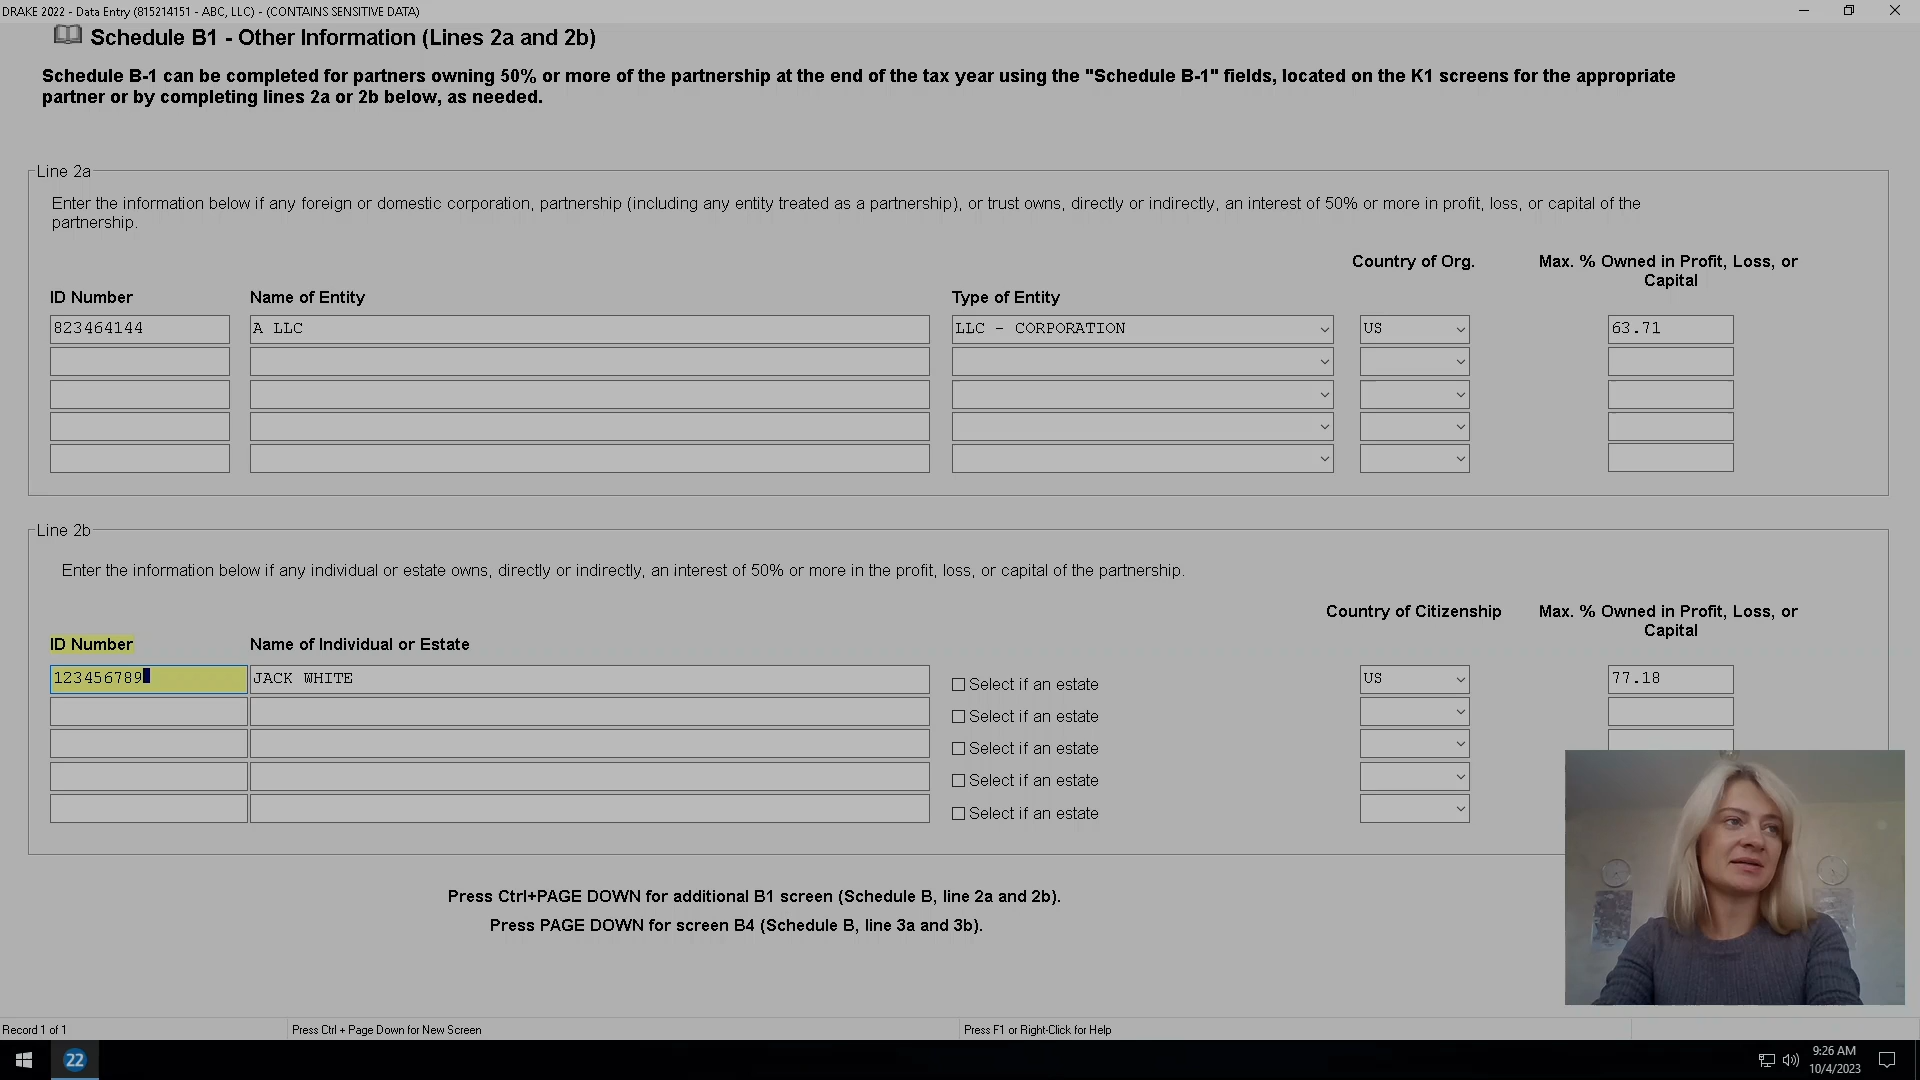 DRAKE 2022 - Data Entry (815214151 - ABC, LLC) - (CONTAINS SENSITIVE DATA)
Schedule B1 - Other Information (Lines 2a and 2b)
Schedule B-1 can be completed for partners owning 50% or more of the partnership at the end of the tax year using the "Schedule B-1" fields, located on the K1 screens for the appropriate
partner or by completing lines 2a or 2b below, as needed.
Line 2a
Enter the information below if any foreign or domestic corporation, partnership (including any entity treated as a partnership), or trust owns, directly or indirectly, an interest of 50% or more in profit, loss, or capital of the
partnership.
ID Number Name of Entity Type of Entity Country of Org. Max. % Owned in Profit, Loss, or
Capital
823464144 A LLC LLC - CORPORATION US 63.71
Line 2b
Enter the information below if any individual or estate owns, directly or indirectly, an interest of 50% or more in the profit, loss, or capital of the partnership.
ID Number Name of Individual or Estate Country of Citizenship Max. % Owned in Profit, Loss, or
Capital
123456789 JACK WHITE Select if an estate US 77.18
Select if an estate
Select if an estate
Select if an estate
Select if an estate
Press Ctrl+PAGE DOWN for additional B1 screen (Schedule B, line 2a and 2b).
Press PAGE DOWN for screen B4 (Schedule B, line 3a and 3b).
Record 1 of 1 Press Ctrl + Page Down for New Screen Press F1 or Right-Click for Help
22 9:26 AM
10/4/2023